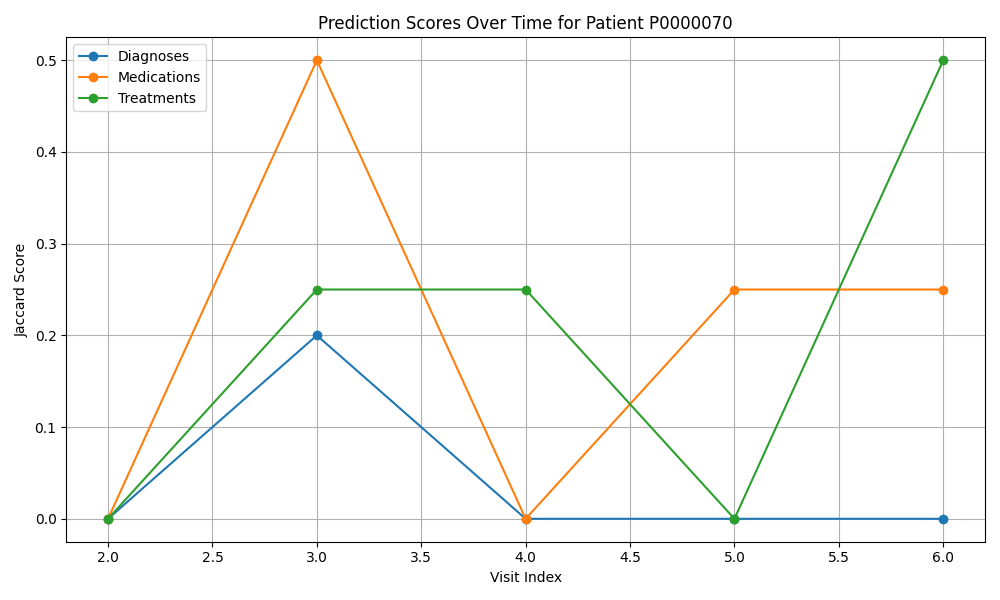 Prediction Scores Over Time for Patient P0000070
Diagnoses
Medications
Treatments
Jaccard Score
0.5
0.4
0.3
0.2
0.1
0.0
2.0 2.5 3.0 3.5 4.0 4.5 5.0 5.5 6.0
Visit Index